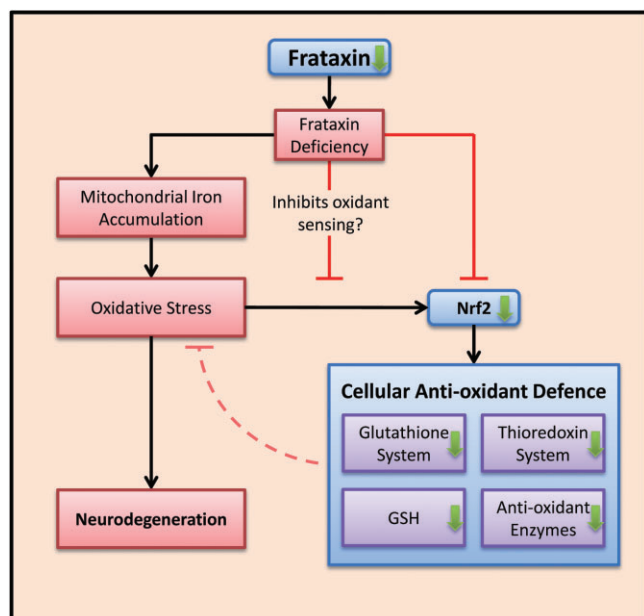 Frataxin
Frataxin
Deficiency
Mitochondrial Iron
Accumulation
Inhibits oxidant
sensing?
Oxidative Stress
Nrf2
Cellular Anti-oxidant Defence
Glutathione
System
Thioredoxin
System
GSH
Anti-oxidant
Enzymes
Neurodegeneration